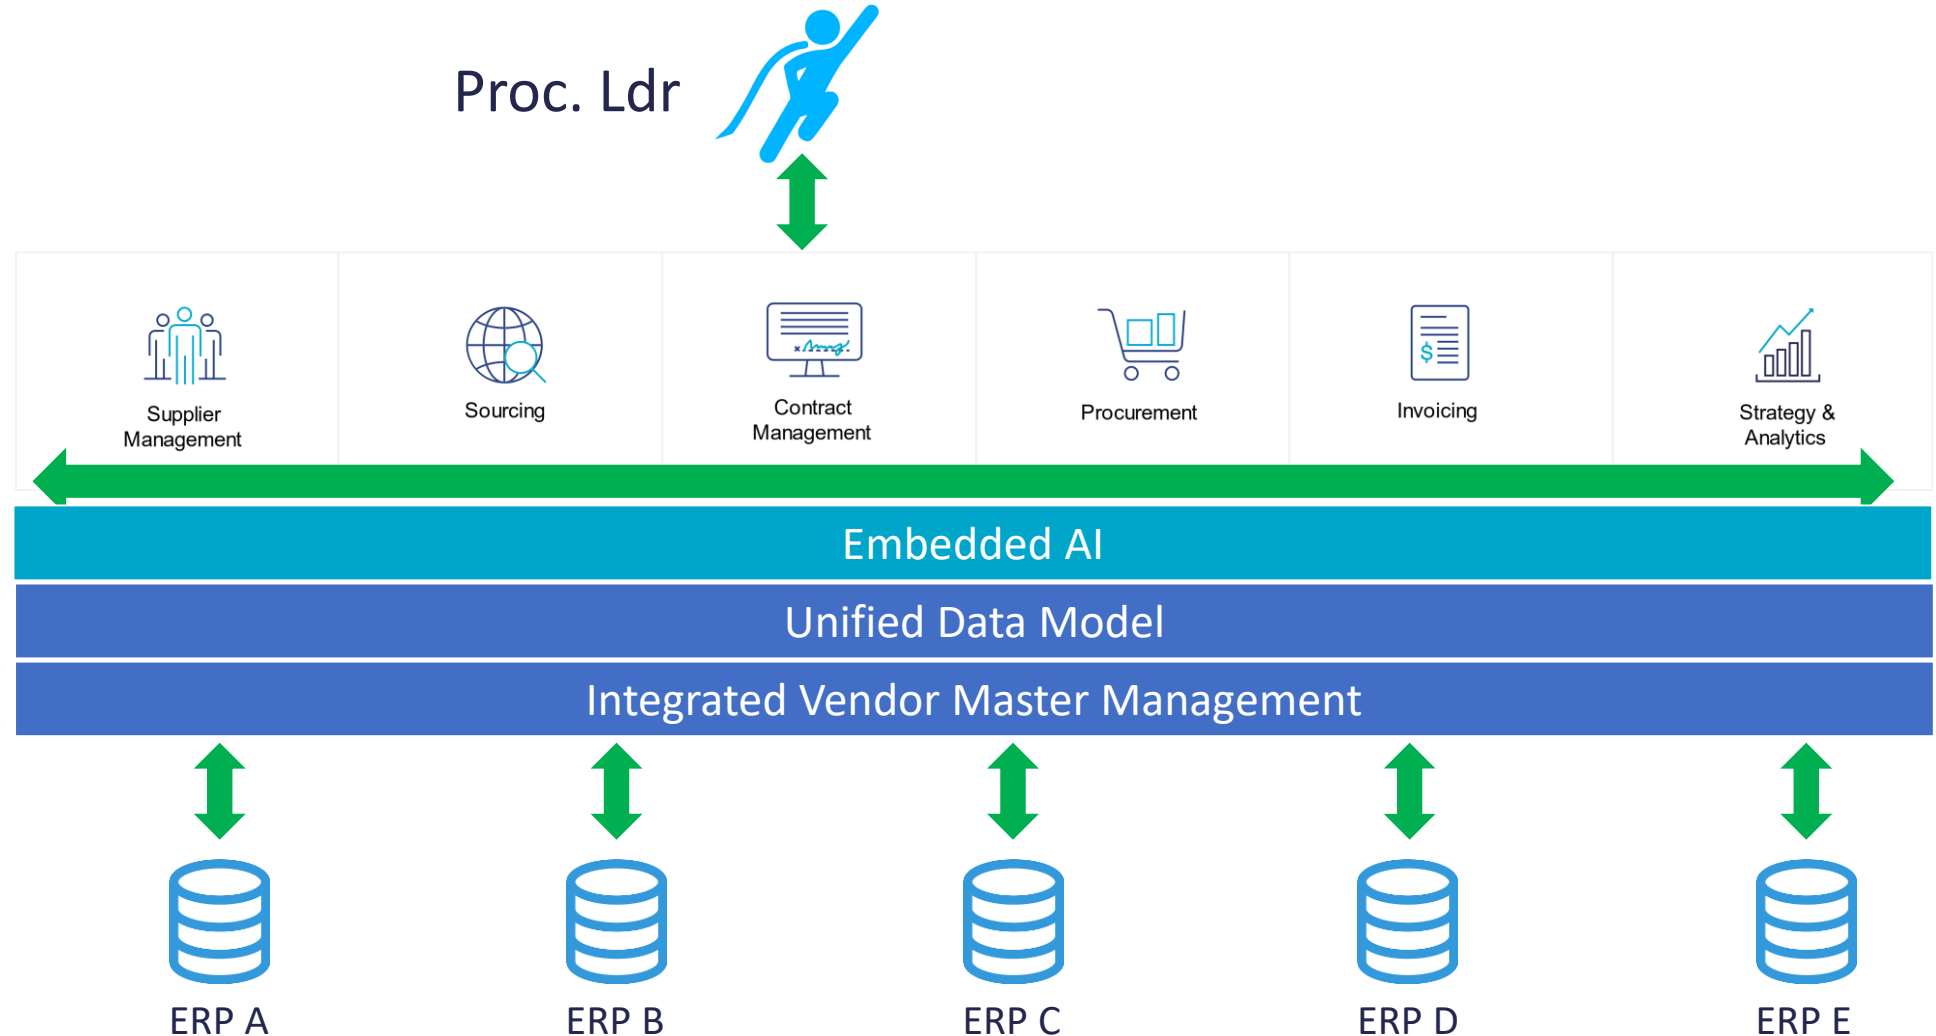 Proc. Ldr
Supplier
Management
Sourcing
Contract
Management
Procurement
Invoicing
$
Strategy &
Analytics
Embedded AI
Unified Data Model
Integrated Vendor Master Management
ERP A
ERP B
ERP C
ERP D
ERP E